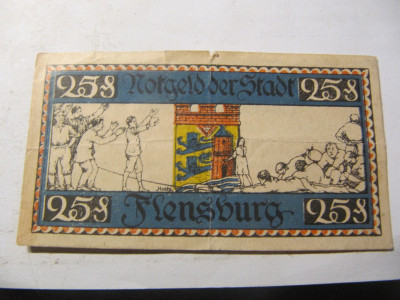 25₰ Notgeld der Stadt 25₰
25₰ Flensburg 25₰